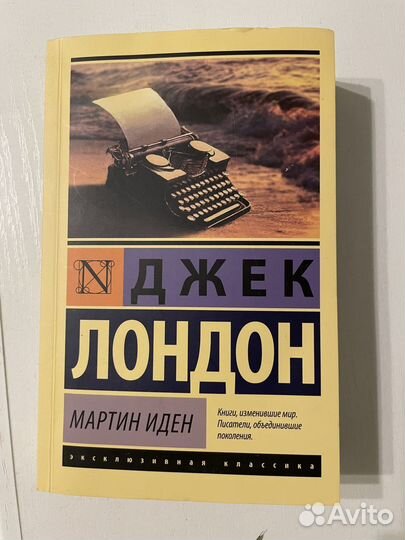 N
ДЖЕК
ЛОНДОН
МАРТИН ИДЕН
Книги, изменившие мир.
Писатели, объединившие
поколения.
эксклюзивная классика
Avito